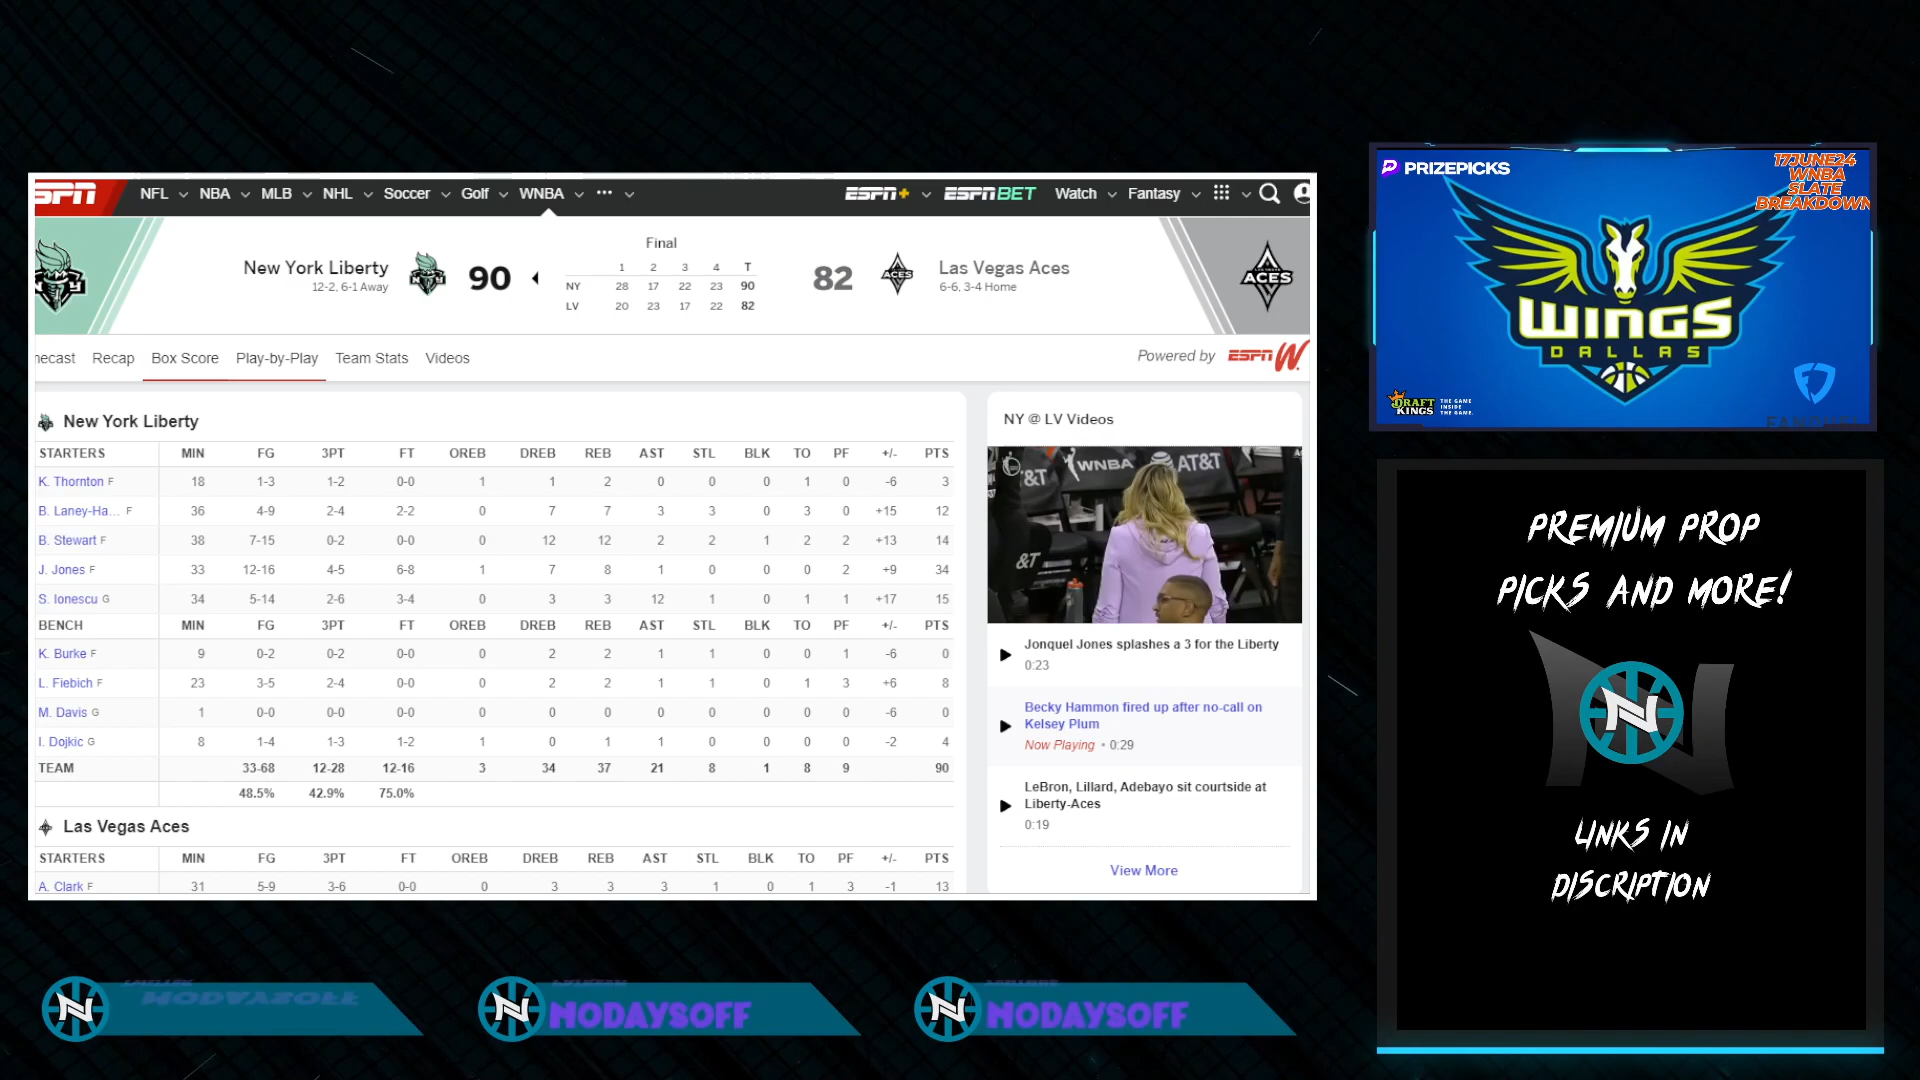 ESPN NFL NBA MLB NHL Soccer Golf WNBA ••• ESPN+ ESPN BET Watch Fantasy
Final
New York Liberty 90 82 Las Vegas Aces
12-2, 6-1 Away 6-6, 3-4 Home
1 2 3 4 T
NY 28 17 22 23 90
LV 20 23 17 22 82
NY
ACES
ACES
necast Recap Box Score Play-by-Play Team Stats Videos
Powered by ESPN W
New York Liberty
STARTERS MIN FG 3PT FT OREB DREB REB AST STL BLK TO PF +/- PTS
K. Thornton F 18 1-3 1-2 0-0 1 1 2 0 0 0 1 0 -6 3
B. Laney-Ha... F 36 4-9 2-4 2-2 0 7 7 3 3 0 3 0 +15 12
B. Stewart F 38 7-15 0-2 0-0 0 12 12 2 2 1 2 2 +13 14
J. Jones F 33 12-16 4-5 6-8 1 7 8 1 0 0 0 2 +9 34
S. Ionescu G 34 5-14 2-6 3-4 0 3 3 12 1 0 1 1 +17 15
BENCH MIN FG 3PT FT OREB DREB REB AST STL BLK TO PF +/- PTS
K. Burke F 9 0-2 0-2 0-0 0 2 2 1 1 0 0 1 -6 0
L. Fiebich F 23 3-5 2-4 0-0 0 2 2 1 1 0 1 3 +6 8
M. Davis G 1 0-0 0-0 0-0 0 0 0 0 0 0 0 0 -6 0
I. Dojkic G 8 1-4 1-3 1-2 1 0 1 1 0 0 0 0 -2 4
TEAM 33-68 12-28 12-16 3 34 37 21 8 1 8 9 90
48.5% 42.9% 75.0%
Las Vegas Aces
STARTERS MIN FG 3PT FT OREB DREB REB AST STL BLK TO PF +/- PTS
A. Clark F 31 5-9 3-6 0-0 0 3 3 3 1 0 1 3 -1 13
NY @ LV Videos
&T WNBA AT&T
&T
Jonquel Jones splashes a 3 for the Liberty
0:23
Becky Hammon fired up after no-call on
Kelsey Plum
Now Playing • 0:29
LeBron, Lillard, Adebayo sit courtside at
Liberty-Aces
0:19
View More
PRIZEPICKS
17JUNE24
WNBA
SLATE
BREAKDOWN
WINGS
DALLAS
DRAFT
KINGS
THE GAME
INSIDE
THE GAME.
PREMIUM PROP
PICKS AND MORE!
N
LINKS IN
DISCRIPTION
N NODAYSOFF
N NODAYSOFF
N NODAYSOFF